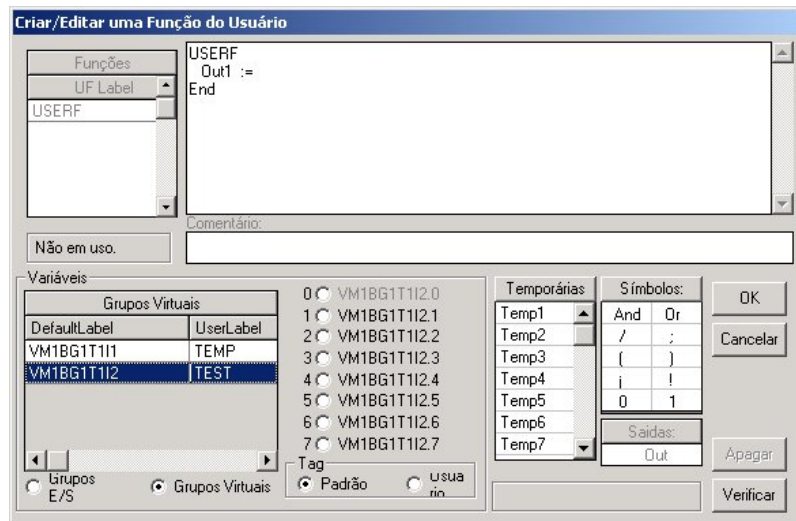 Criar/Editar uma Função do Usuário
Funções
UF Label
USERF
Não em uso.
USERF
Out1 :=
End
Comentário:
Variáveis
Grupos Virtuais
DefaultLabel UserLabel
VM1BG1T1I1 TEMP
VM1BG1T1I2 TEST
Grupos E/S
Grupos Virtuais
0 VM1BG1T1I2.0
1 VM1BG1T1I2.1
2 VM1BG1T1I2.2
3 VM1BG1T1I2.3
4 VM1BG1T1I2.4
5 VM1BG1T1I2.5
6 VM1BG1T1I2.6
7 VM1BG1T1I2.7
Tag
Padrão
Usua
rio
Temporárias
Temp1
Temp2
Temp3
Temp4
Temp5
Temp6
Temp7
Símbolos:
And Or
/ ;
( )
¡ !
0 1
Saidas:
Out
OK
Cancelar
Apagar
Verificar